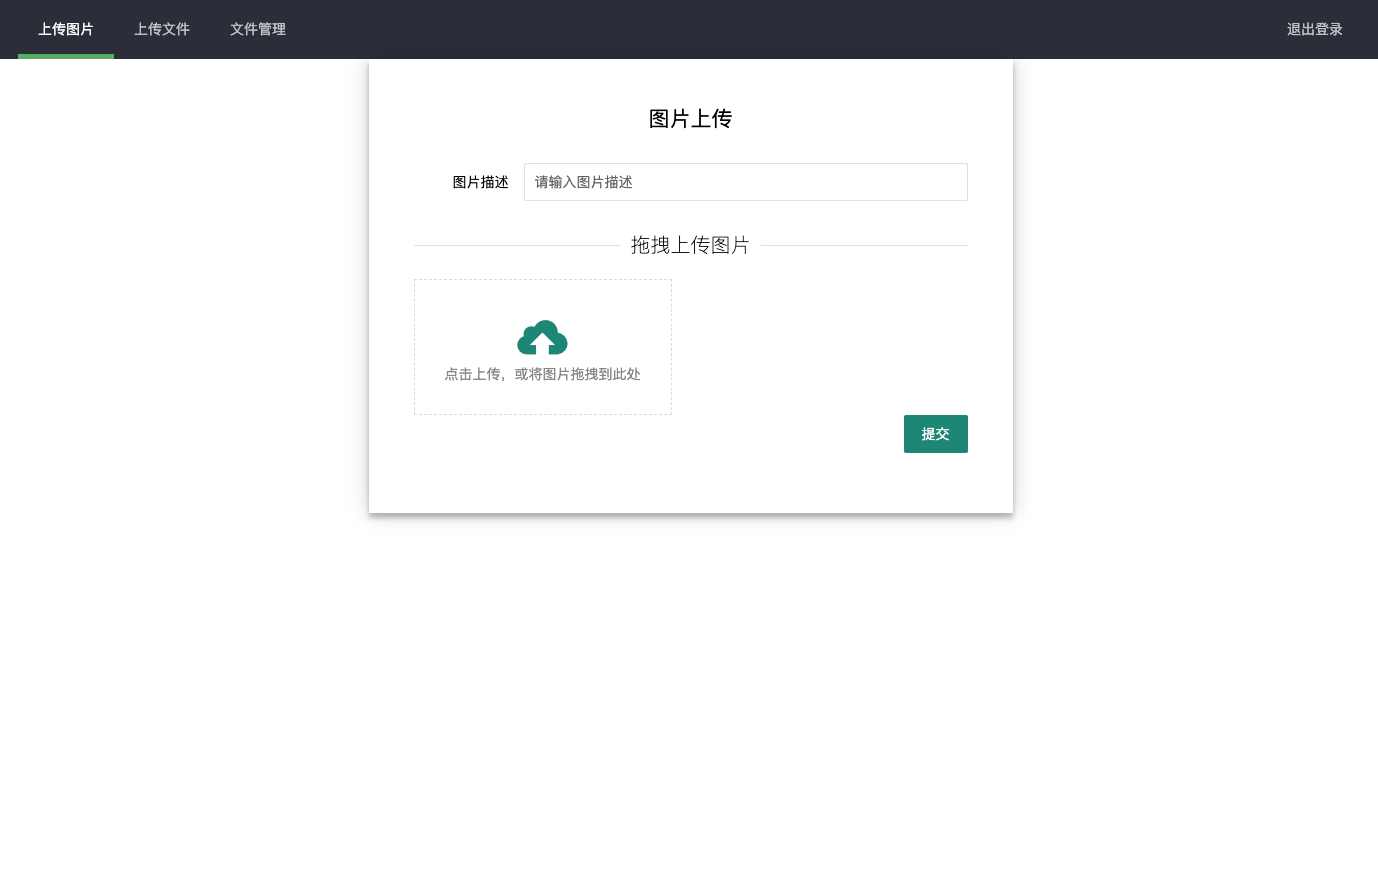 上传图片 上传文件 文件管理 退出登录
图片上传
图片描述 请输入图片描述
拖拽上传图片
点击上传，或将图片拖拽到此处
提交